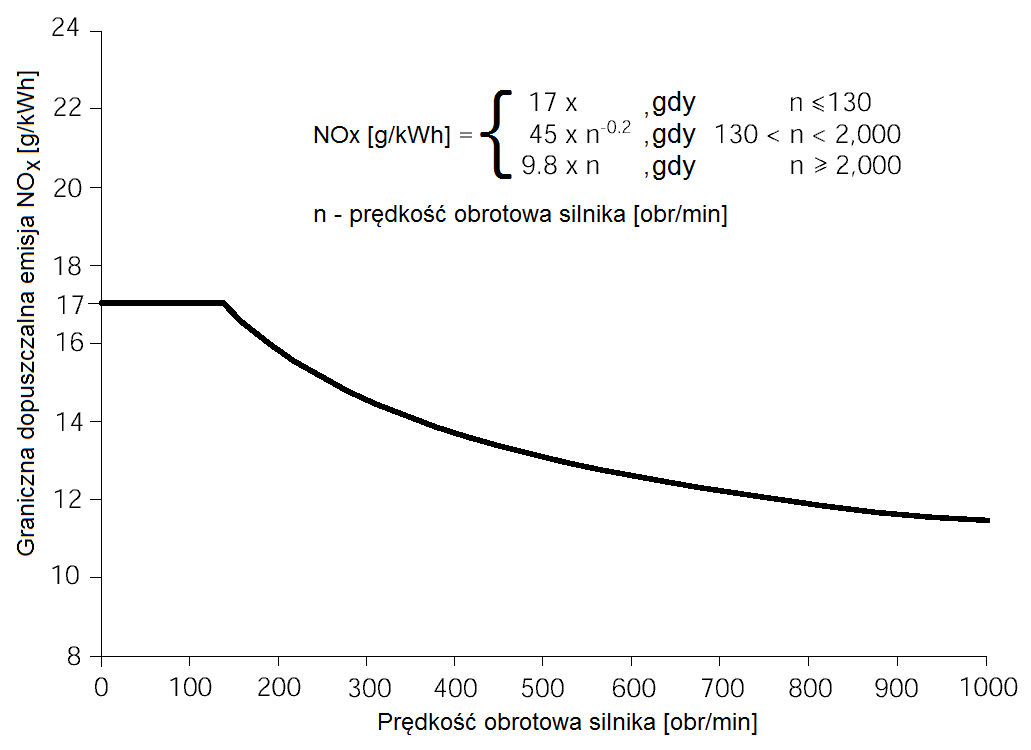 24
22
20
18
17
16
14
12
10
8
Graniczna dopuszczalna emisja NOx [g/kWh]
NOx [g/kWh] = {
17 x ,gdy n ≤130
45 x n-0.2 ,gdy 130 < n < 2,000
9.8 x n ,gdy n ≥ 2,000
n - prędkość obrotowa silnika [obr/min]
0 100 200 300 400 500 600 700 800 900 1000
Prędkość obrotowa silnika [obr/min]